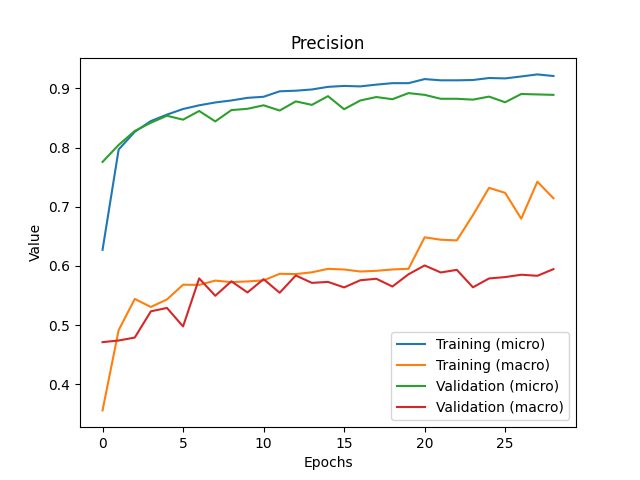 Precision
Value
0.9
0.8
0.7
0.6
0.5
0.4
0 5 10 15 20 25
Epochs
Training (micro)
Training (macro)
Validation (micro)
Validation (macro)